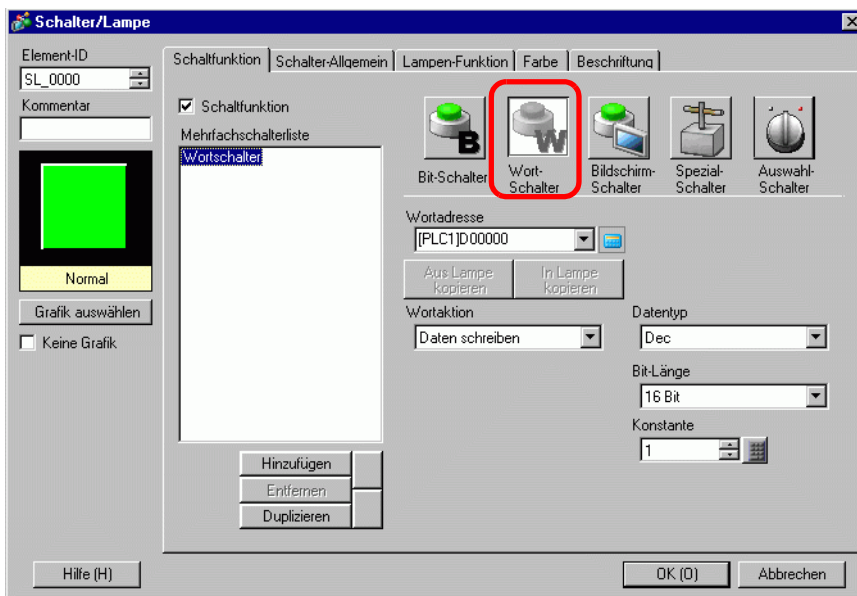 Schalter/Lampe
Element-ID
SL_0000
Kommentar
Normal
Grafik auswählen
Keine Grafik
Schaltfunktion
Schalter-Allgemein
Lampen-Funktion
Farbe
Beschriftung
Schaltfunktion
Mehrfachschalterliste
Wortschalter
Hinzufügen
Entfernen
Duplizieren
B
Bit-Schalter
W
Wort-
Schalter
Bildschirm-
Schalter
Spezial-
Schalter
Auswahl-
Schalter
Wortadresse
[PLC1]D00000
Aus Lampe
kopieren
In Lampe
kopieren
Wortaktion
Daten schreiben
Datentyp
Dec
Bit-Länge
16 Bit
Konstante
1
Hilfe (H)
OK (O)
Abbrechen